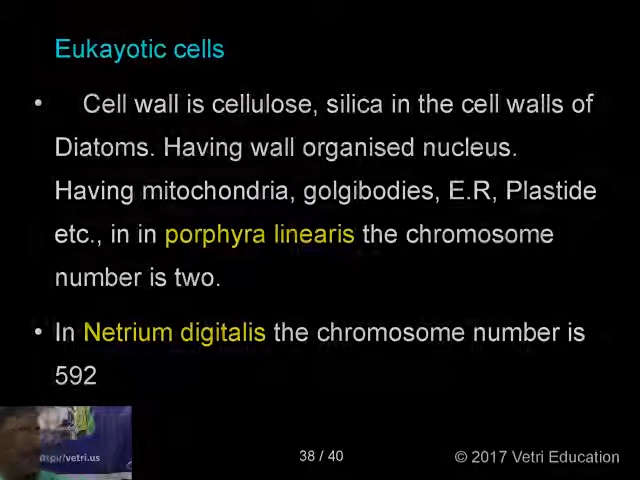 Eukayotic cells
• Cell wall is cellulose, silica in the cell walls of
Diatoms. Having wall organised nucleus.
Having mitochondria, golgibodies, E.R, Plastide
etc., in in porphyra linearis the chromosome
number is two.
• In Netrium digitalis the chromosome number is
592
vetri.us
38 / 40
© 2017 Vetri Education